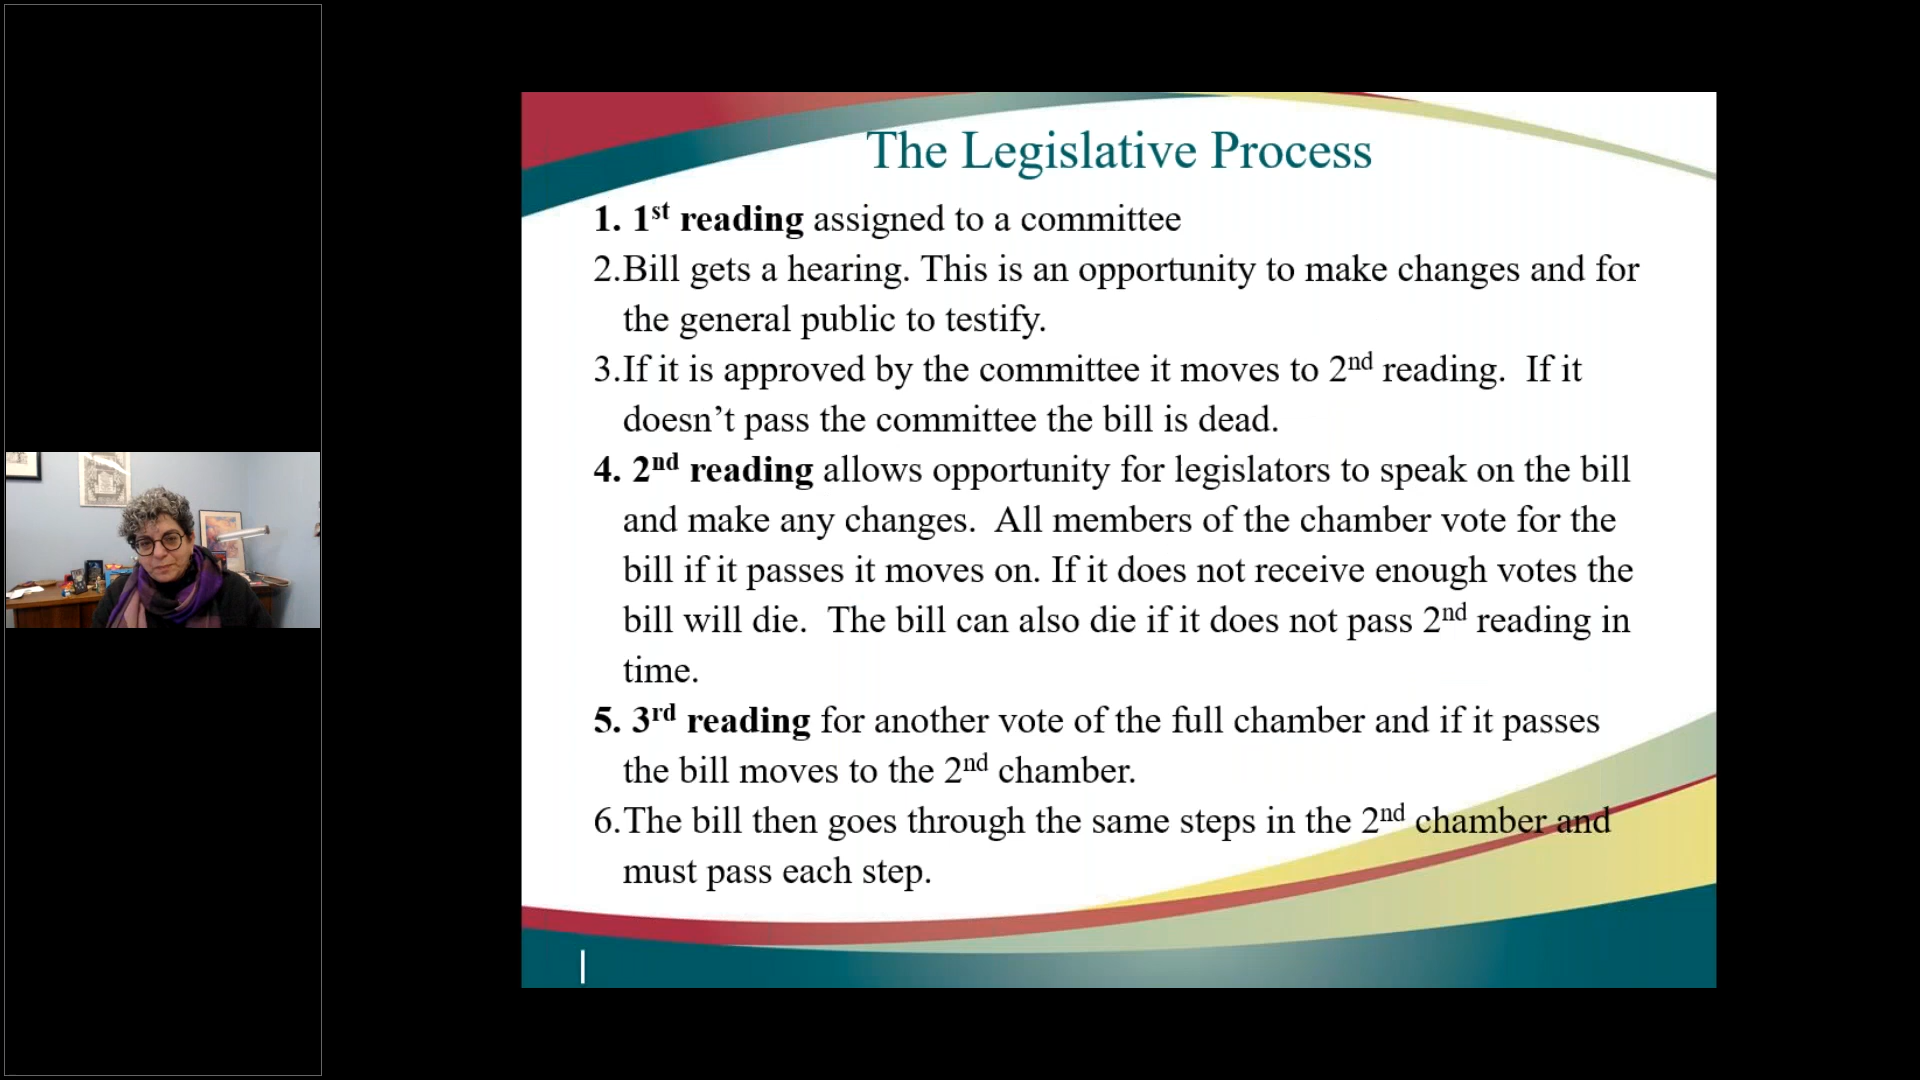 The Legislative Process
1. 1st reading assigned to a committee
2.Bill gets a hearing. This is an opportunity to make changes and for
the general public to testify.
3.If it is approved by the committee it moves to 2nd reading.  If it
doesn’t pass the committee the bill is dead.
4. 2nd reading allows opportunity for legislators to speak on the bill
and make any changes.  All members of the chamber vote for the
bill if it passes it moves on. If it does not receive enough votes the
bill will die.  The bill can also die if it does not pass 2nd reading in
time.
5. 3rd reading for another vote of the full chamber and if it passes
the bill moves to the 2nd chamber.
6.The bill then goes through the same steps in the 2nd chamber and
must pass each step.